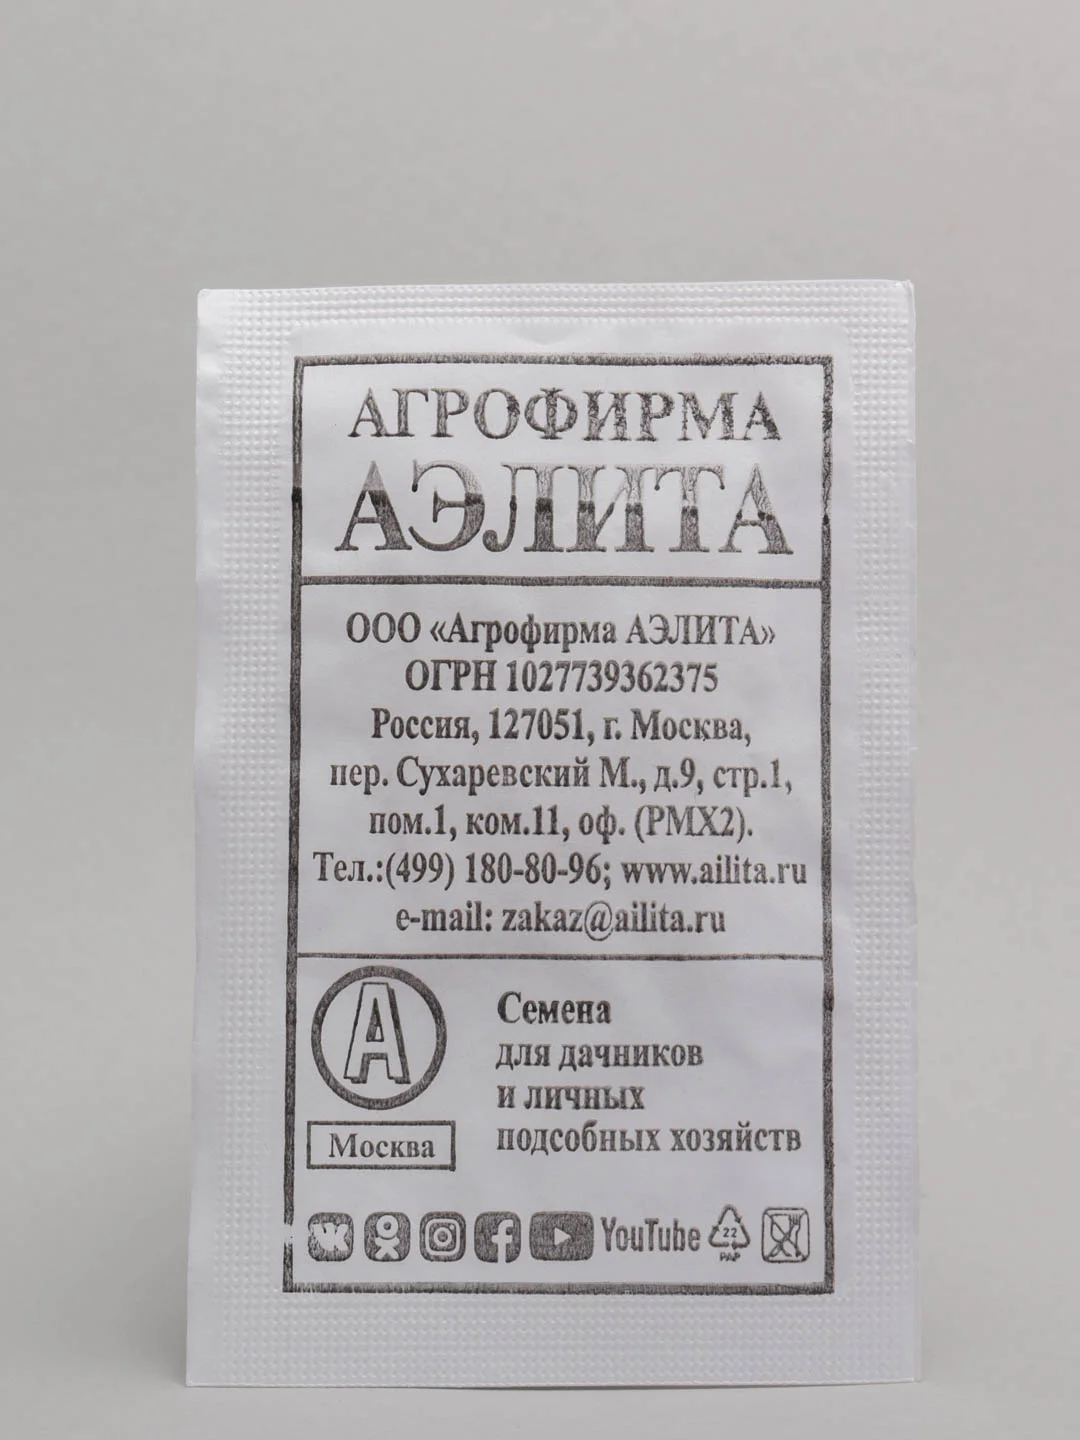 АГРОФИРМА
АЭЛИТА
ООО «Агрофирма АЭЛИТА»
ОГРН 1027739362375
Россия, 127051, г. Москва,
пер. Сухаревский М., д.9, стр.1,
пом.1, ком.11, оф. (РМХ2).
Тел.:(499) 180-80-96; www.ailita.ru
e-mail: zakaz@ailita.ru
А
Москва
Семена
для дачников
и личных
подсобных хозяйств
YouTube
22
PAP